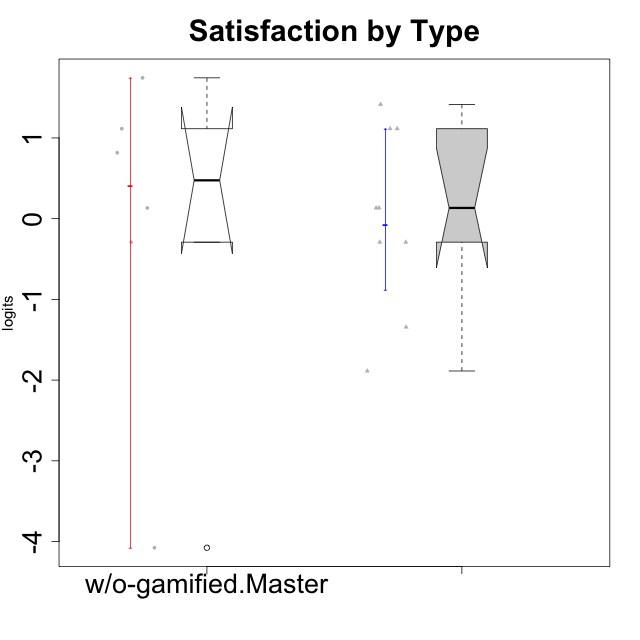 Satisfaction by Type
logits
1
0
-1
-2
-3
-4
w/o-gamified.Master